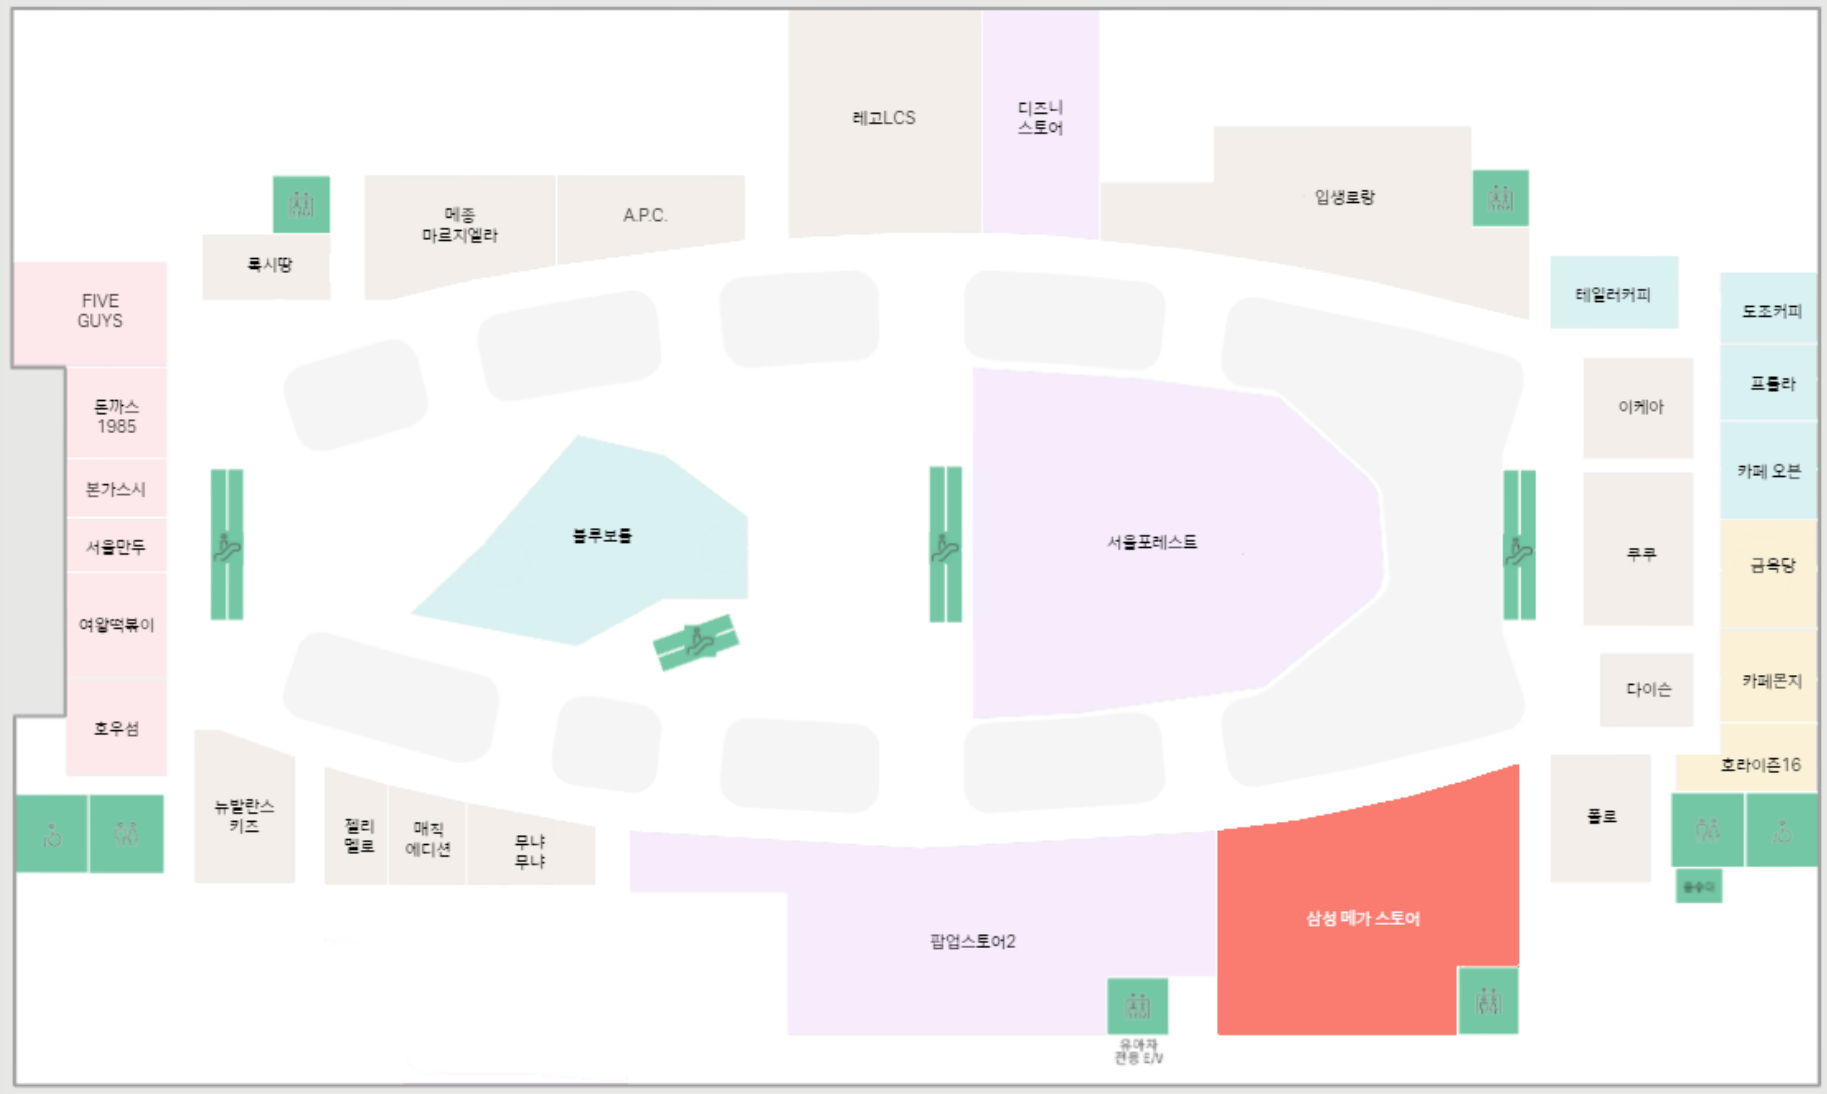 레고LCS
디즈니
스토어
입생로랑
메종
마르지엘라
A.P.C.
록시땅
FIVE
GUYS
테일러커피
도조커피
돈까스
1985
이케아
프롤라
본가스시
카페 오븐
서울만두
블루보틀
서울포레스트
쿠쿠
금옥당
여왕떡볶이
다이슨
카페몬지
호우섬
호라이즌16
뉴발란스
키즈
젤리
멜로
매직
에디션
무냐
무냐
폴로
삼성 메가 스토어
팝업스토어2
유아차
전용 E/V